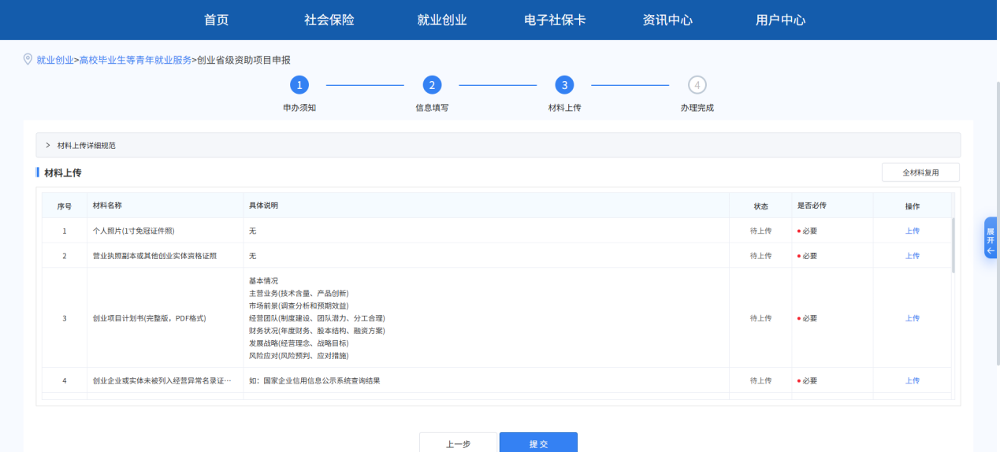 首页 社会保险 就业创业 电子社保卡 资讯中心 用户中心
就业创业>高校毕业生等青年就业服务>创业省级资助项目申报
1 2 3 4
申办须知 信息填写 材料上传 办理完成
> 材料上传详细规范
材料上传 全材料复用
序号 材料名称 具体说明 状态 是否必传 操作
1 个人照片(1寸免冠证件照) 无 待上传 必要 上传
2 营业执照副本或其他创业实体资格证照 无 待上传 必要 上传
基本情况
主营业务(技术含量、产品创新)
市场前景(调查分析和预期效益)
3 创业项目计划书(完整版，PDF格式) 经营团队(制度建设、团队潜力、分工合理) 待上传 必要 上传
财务状况(年度财务、股本结构、融资方案)
发展战略(经营理念、战略目标)
风险应对(风险预判、应对措施)
4 创业企业或实体未被列入经营异常名录证… 如：国家企业信用信息公示系统查询结果 待上传 必要 上传
展开
上一步 提交